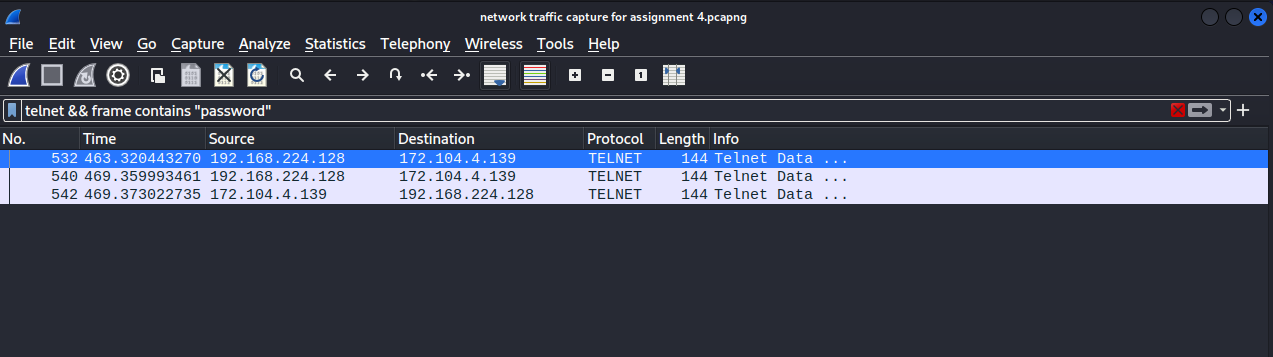 network traffic capture for assignment 4.pcapng
File Edit View Go Capture Analyze Statistics Telephony Wireless Tools Help
telnet && frame contains "password"
No. Time Source Destination Protocol Length Info
532 463.320443270 192.168.224.128 172.104.4.139 TELNET 144 Telnet Data ...
540 469.359993461 192.168.224.128 172.104.4.139 TELNET 144 Telnet Data ...
542 469.373022735 172.104.4.139 192.168.224.128 TELNET 144 Telnet Data ...